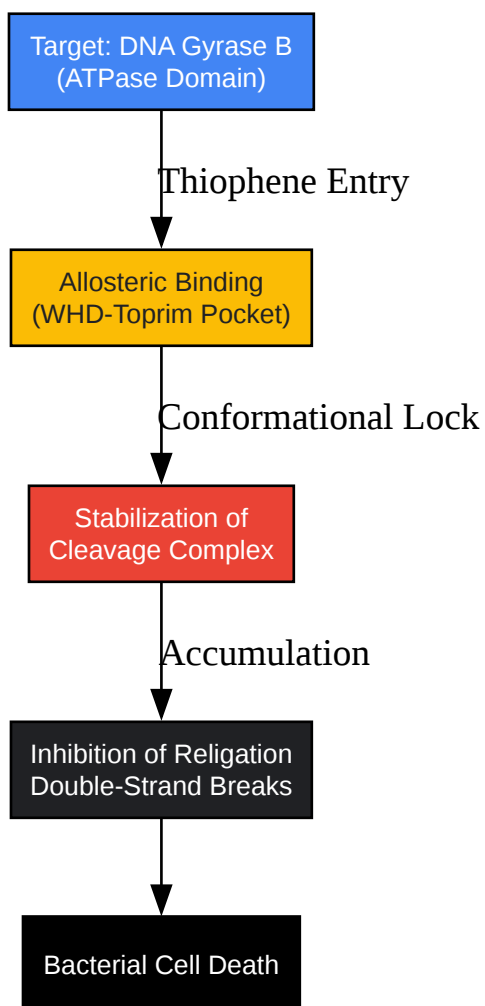 Target: DNA Gyrase B
(ATPase Domain)
Thiophene Entry
Allosteric Binding
(WHD-Toprim Pocket)
Conformational Lock
Stabilization of
Cleavage Complex
Accumulation
Inhibition of Religation
Double-Strand Breaks
Bacterial Cell Death